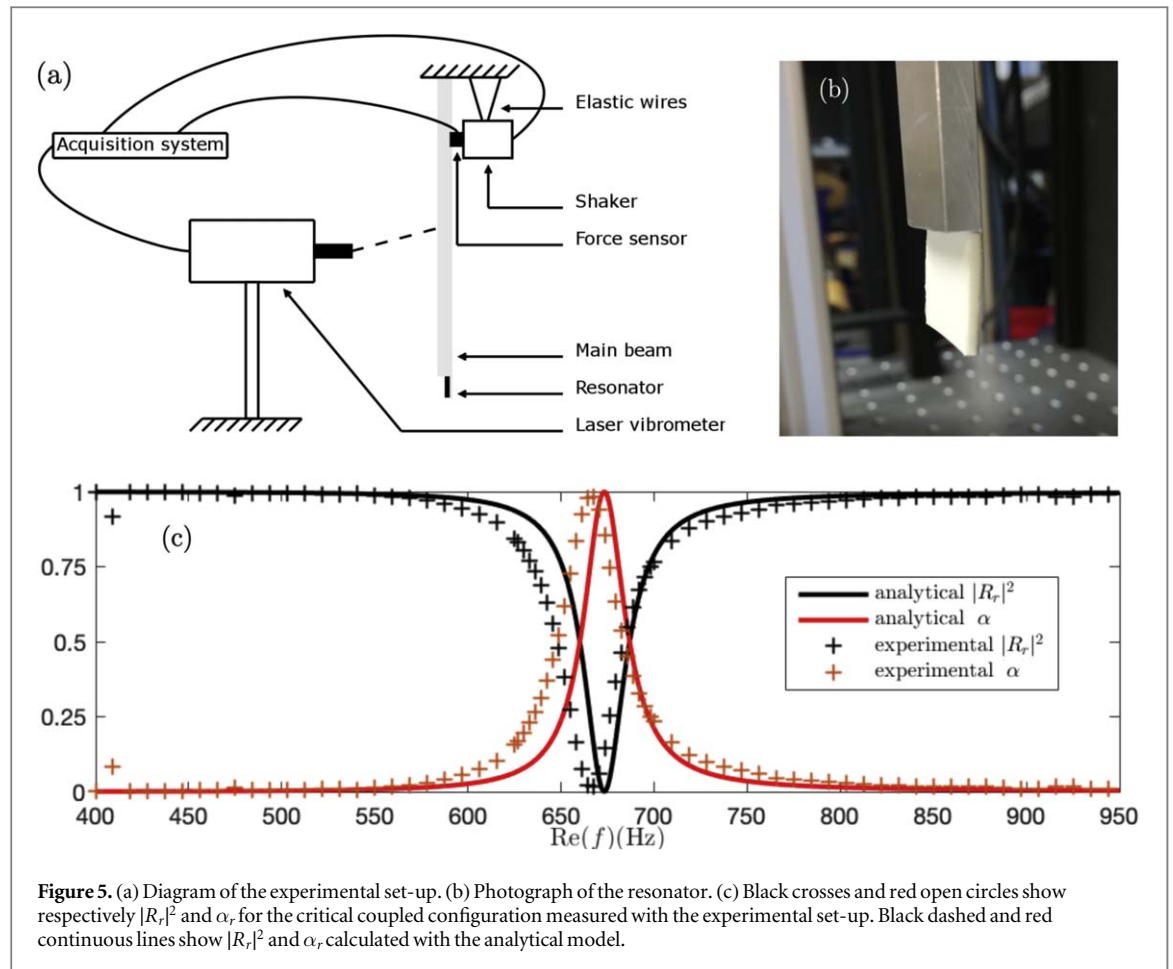 (a)
Elastic wires
Acquisition system
Shaker
Force sensor
Main beam
Resonator
Laser vibrometer
(b)
(c)
1
0.75
0.5
0.25
0
400 450 500 550 600 650 700 750 800 850 900 950
Re(f)(Hz)
analytical |R_r|^2
analytical α
experimental |R_r|^2
experimental α
Figure 5. (a) Diagram of the experimental set-up. (b) Photograph of the resonator. (c) Black crosses and red open circles show
respectively |R_r|^2 and α_r for the critical coupled configuration measured with the experimental set-up. Black dashed and red
continuous lines show |R_r|^2 and α_r calculated with the analytical model.